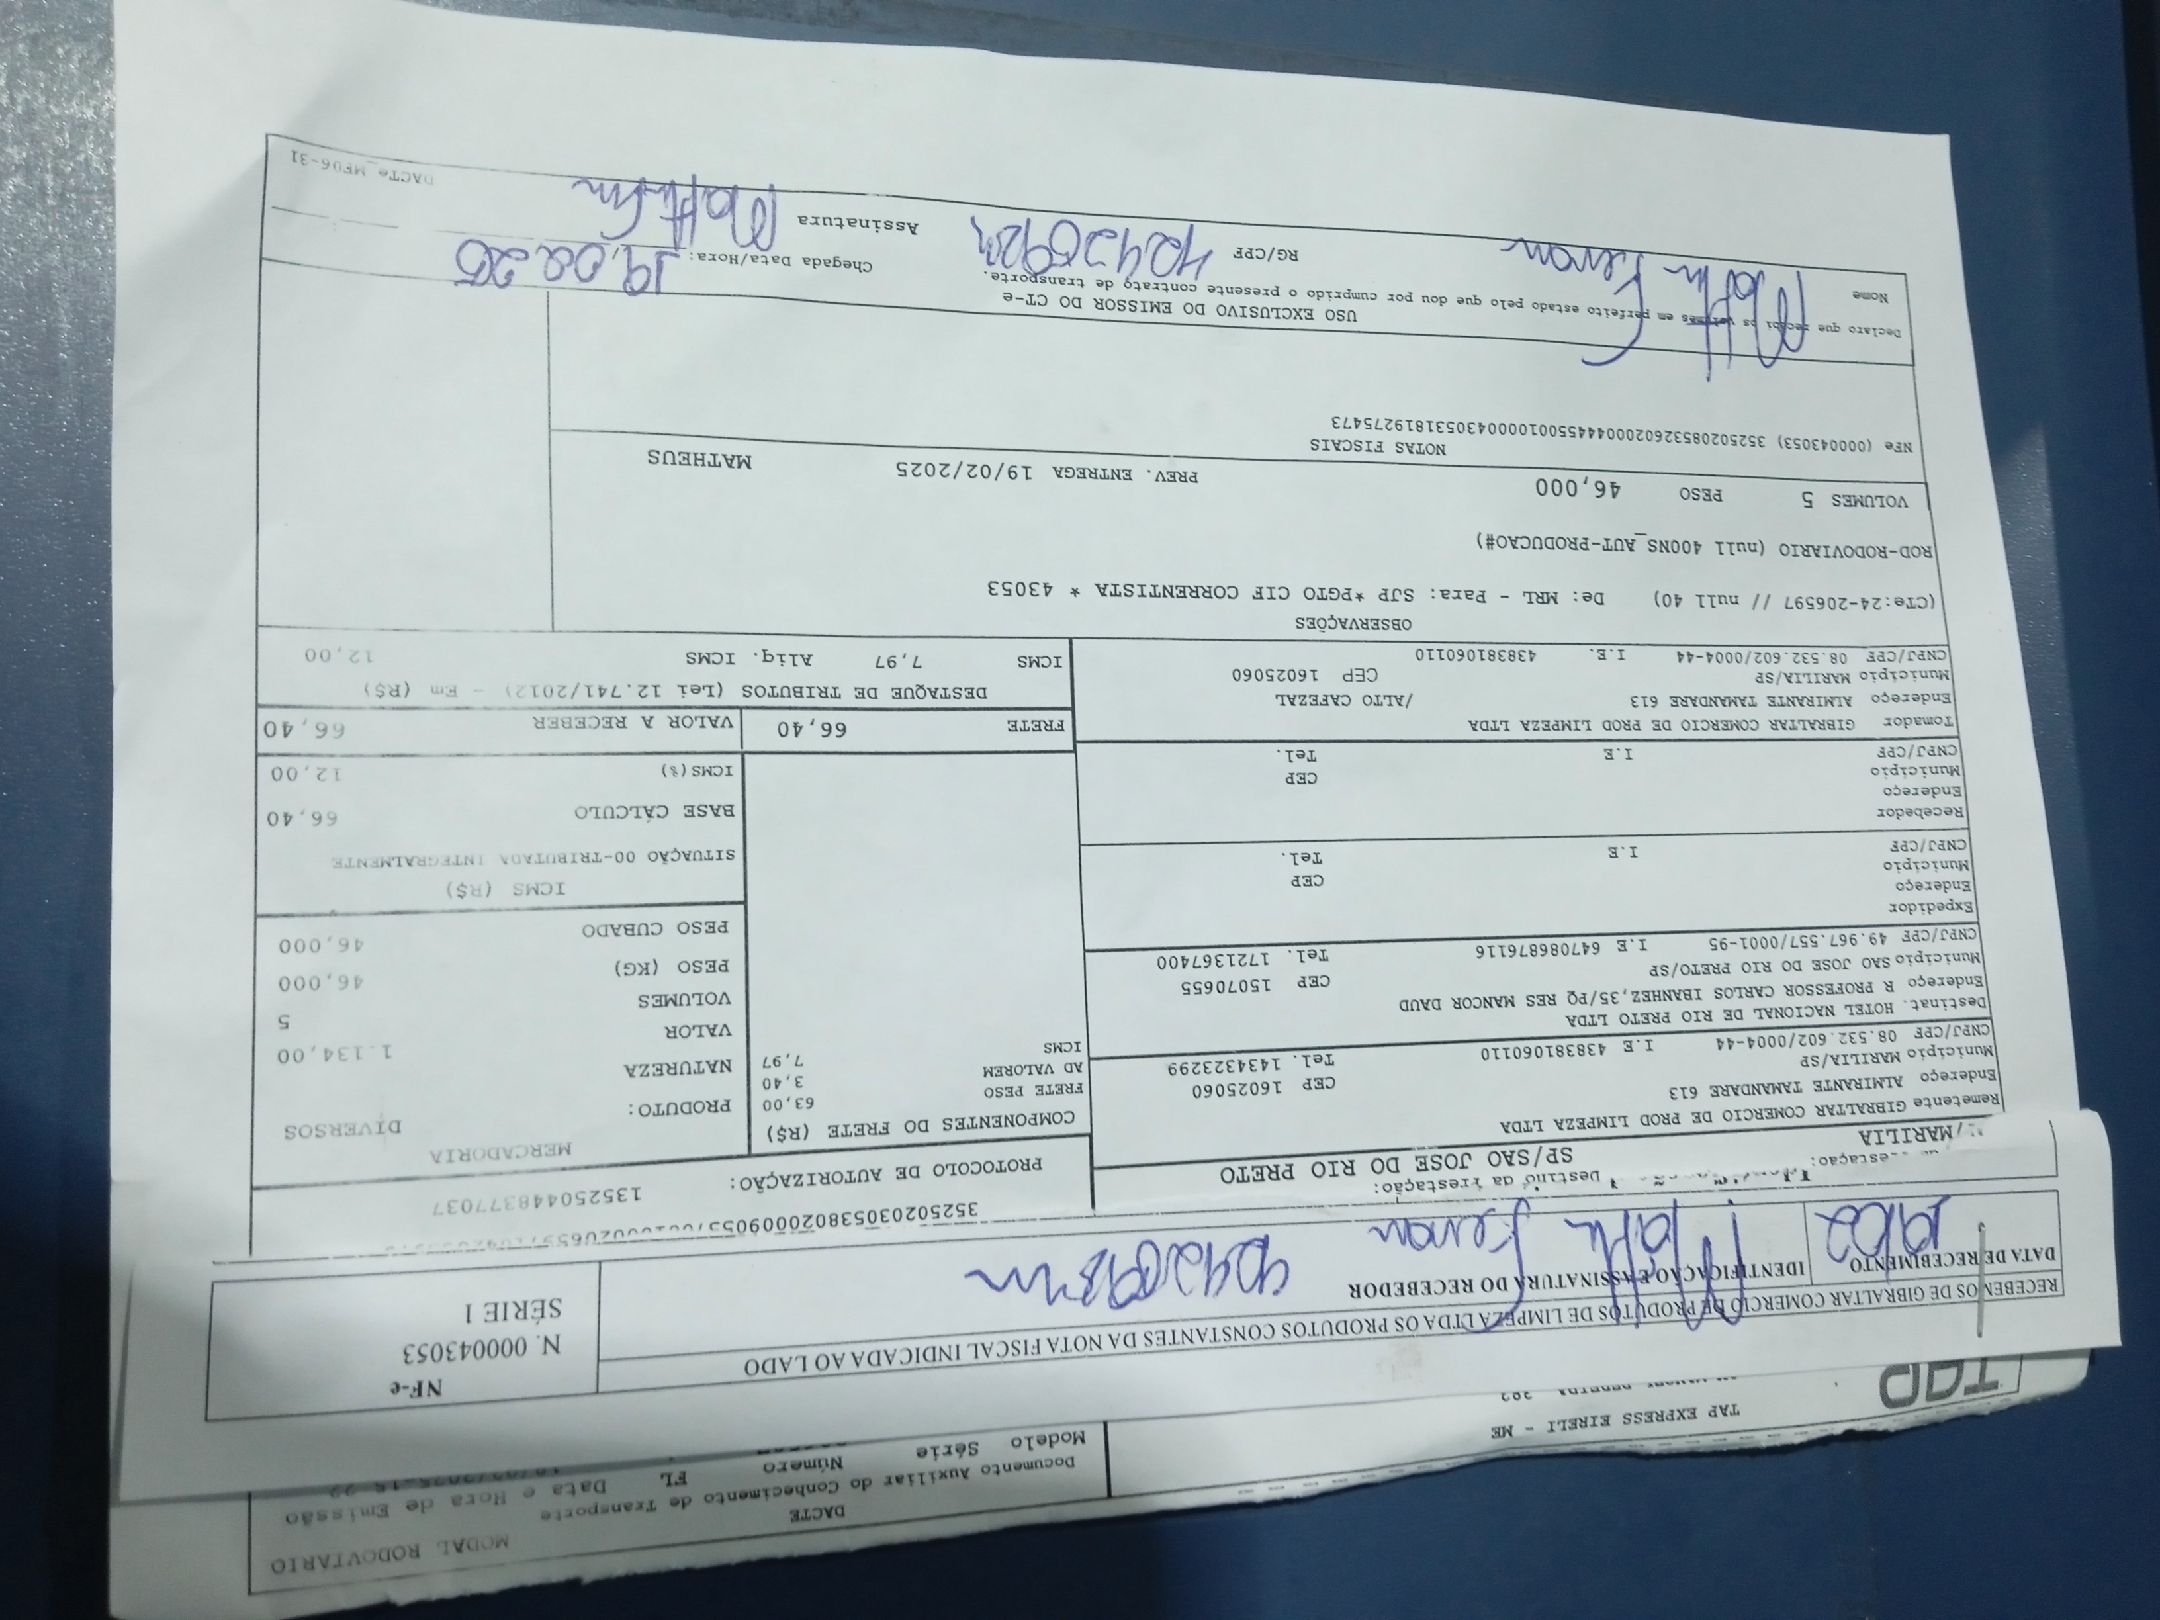 MODAL RODOVIARIO
DACTE
Documento Auxiliar do Conhecimento de Transporte
Modelo Série Número FL Data e Hora de Emissão
TAP
TAP EXPRESS EIRELI - ME
NF-e
N. 000043053
SÉRIE 1
RECEBEMOS DE GIBRALTAR COMERCIO DE PRODUTOS DE LIMPEZA LTDA OS PRODUTOS CONSTANTES DA NOTA FISCAL INDICADA AO LADO
DATA DE RECEBIMENTO
IDENTIFICAÇÃO E ASSINATURA DO RECEBEDOR
PROTOCOLO DE AUTORIZAÇÃO:
135250448377037
/MARILIA
SP/SAO JOSE DO RIO PRETO
Remetente GIBRALTAR COMERCIO DE PROD LIMPEZA LTDA
Endereço ALMIRANTE TAMANDARE 613
Município MARILIA/SP CEP 16025060
CNPJ/CPF 08.532.602/0004-44 I.E 438381060110 Tel. 1434323299
Destinat. HOTEL NACIONAL DE RIO PRETO LTDA
Endereço R PROFESSOR CARLOS IBANHEZ,35/PQ RES MANCOR DAUD
Município SAO JOSE DO RIO PRETO/SP CEP 15070655
CNPJ/CPF 49.967.557/0001-95 I.E 647086876116 Tel. 1721367400
Expedidor
Endereço
Município CEP
CNPJ/CPF I.E Tel.
Recebedor
Endereço
Município CEP
CNPJ/CPF I.E Tel.
Tomador GIBRALTAR COMERCIO DE PROD LIMPEZA LTDA
Endereço ALMIRANTE TAMANDARE 613 /ALTO CAFEZAL
Município MARILIA/SP CEP 16025060
CNPJ/CPF 08.532.602/0004-44 I.E. 438381060110
COMPONENTES DO FRETE (R$)
FRETE PESO 63,00
AD VALOREM 3,40
ICMS 7,97
FRETE 66,40
MERCADORIA
PRODUTO: DIVERSOS
NATUREZA
VALOR 1.134,00
VOLUMES 5
PESO (KG) 46,000
PESO CUBADO 46,000
ICMS (R$)
SITUAÇÃO 00-TRIBUTADA INTEGRALMENTE
BASE CÁLCULO 66,40
ICMS(%) 12,00
VALOR A RECEBER 66,40
DESTAQUE DE TRIBUTOS (Lei 12.741/2012) - Em (R$)
ICMS 7,97 Aliq. ICMS 12,00
OBSERVAÇÕES
(CTe:24-206597 // null 40) De: MRL - Para: SJP *PGTO CIF CORRENTISTA * 43053
ROD-RODOVIARIO (null 400NS_AUT-PRODUCAO#)
VOLUMES 5 PESO 46,000 PREV. ENTREGA 19/02/2025 MATHEUS
NOTAS FISCAIS
NFe (000043053) 35250208532602000444550010000430531819275473
USO EXCLUSIVO DO EMISSOR DO CT-e
Declaro que recebi os volumes em perfeito estado pelo que dou por cumprido o presente contrato de transporte.
Nome RG/CPF Chegada Data/Hora: 19.02.25
Assinatura
DACTe_MF06-31